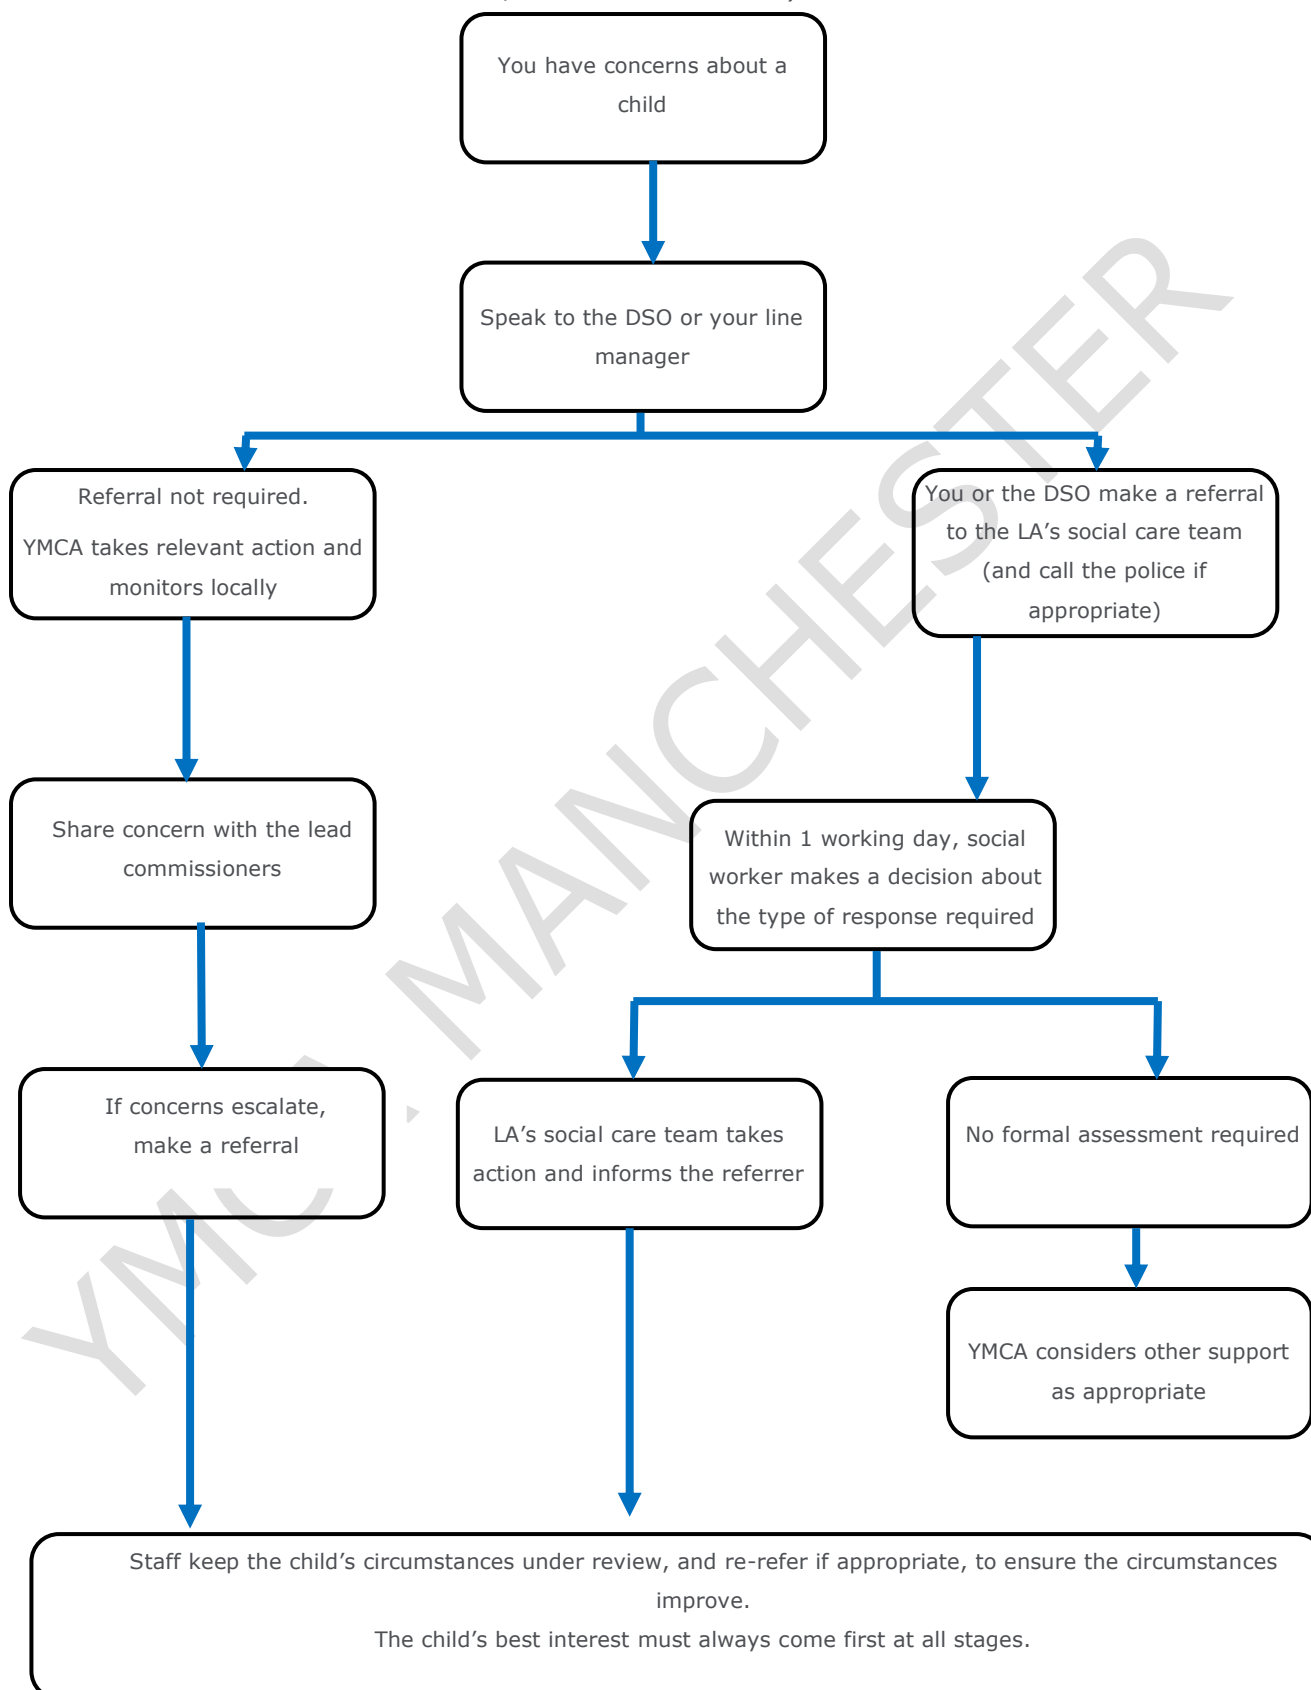 You have concerns about a
child
Speak to the DSO or your line
manager
Referral not required.
YMCA takes relevant action and
monitors locally
You or the DSO make a referral
to the LA’s social care team
(and call the police if
appropriate)
Share concern with the lead
commissioners
Within 1 working day, social
worker makes a decision about
the type of response required
If concerns escalate,
make a referral
LA’s social care team takes
action and informs the referrer
No formal assessment required
YMCA considers other support
as appropriate
Staff keep the child’s circumstances under review, and re-refer if appropriate, to ensure the circumstances
improve.
The child’s best interest must always come first at all stages.
YMCA MANCHESTER